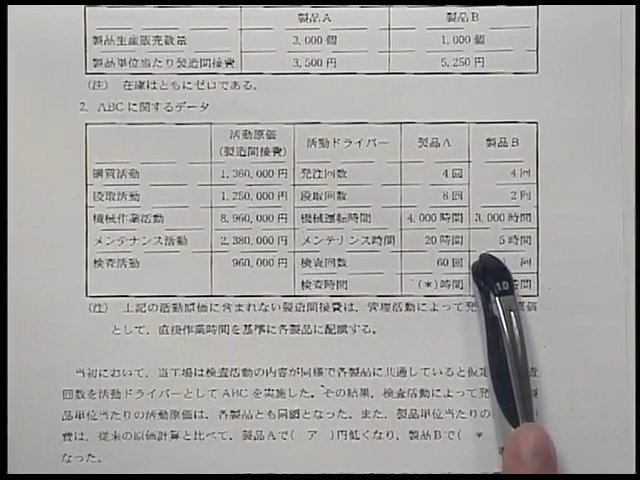 製品A 製品B
製品生産販売数量 3,000個 1,000個
製品単位当たり製造間接費 3,500円 5,250円
(注) 在庫はともにゼロである。
2. ABCに関するデータ
活動原価
(製造間接費) 活動ドライバー 製品A 製品B
購買活動 1,360,000円 発注回数 4回 4回
段取活動 1,250,000円 段取回数 8回 2回
機械作業活動 8,960,000円 機械運転時間 4,000時間 3,000時間
メンテナンス活動 2,380,000円 メンテナンス時間 20時間 5時間
検査活動 960,000円 検査回数 60回 回
検査時間 (*)時間 時間
(注) 上記の活動原価に含まれない製造間接費は、管理活動によって発 原価
として、直接作業時間を基準に各製品に配賦する。
当初において、当工場は検査活動の内容が同様で各製品に共通していると仮定 査
回数を活動ドライバーとしてABCを実施した。その結果、検査活動によって発 製
品単位当たりの活動原価は、各製品とも同額となった。また、製品単位当たりの
費は、従来の原価計算と比べて、製品Aで( ア )円低くなり、製品Bで( *
なった。
10